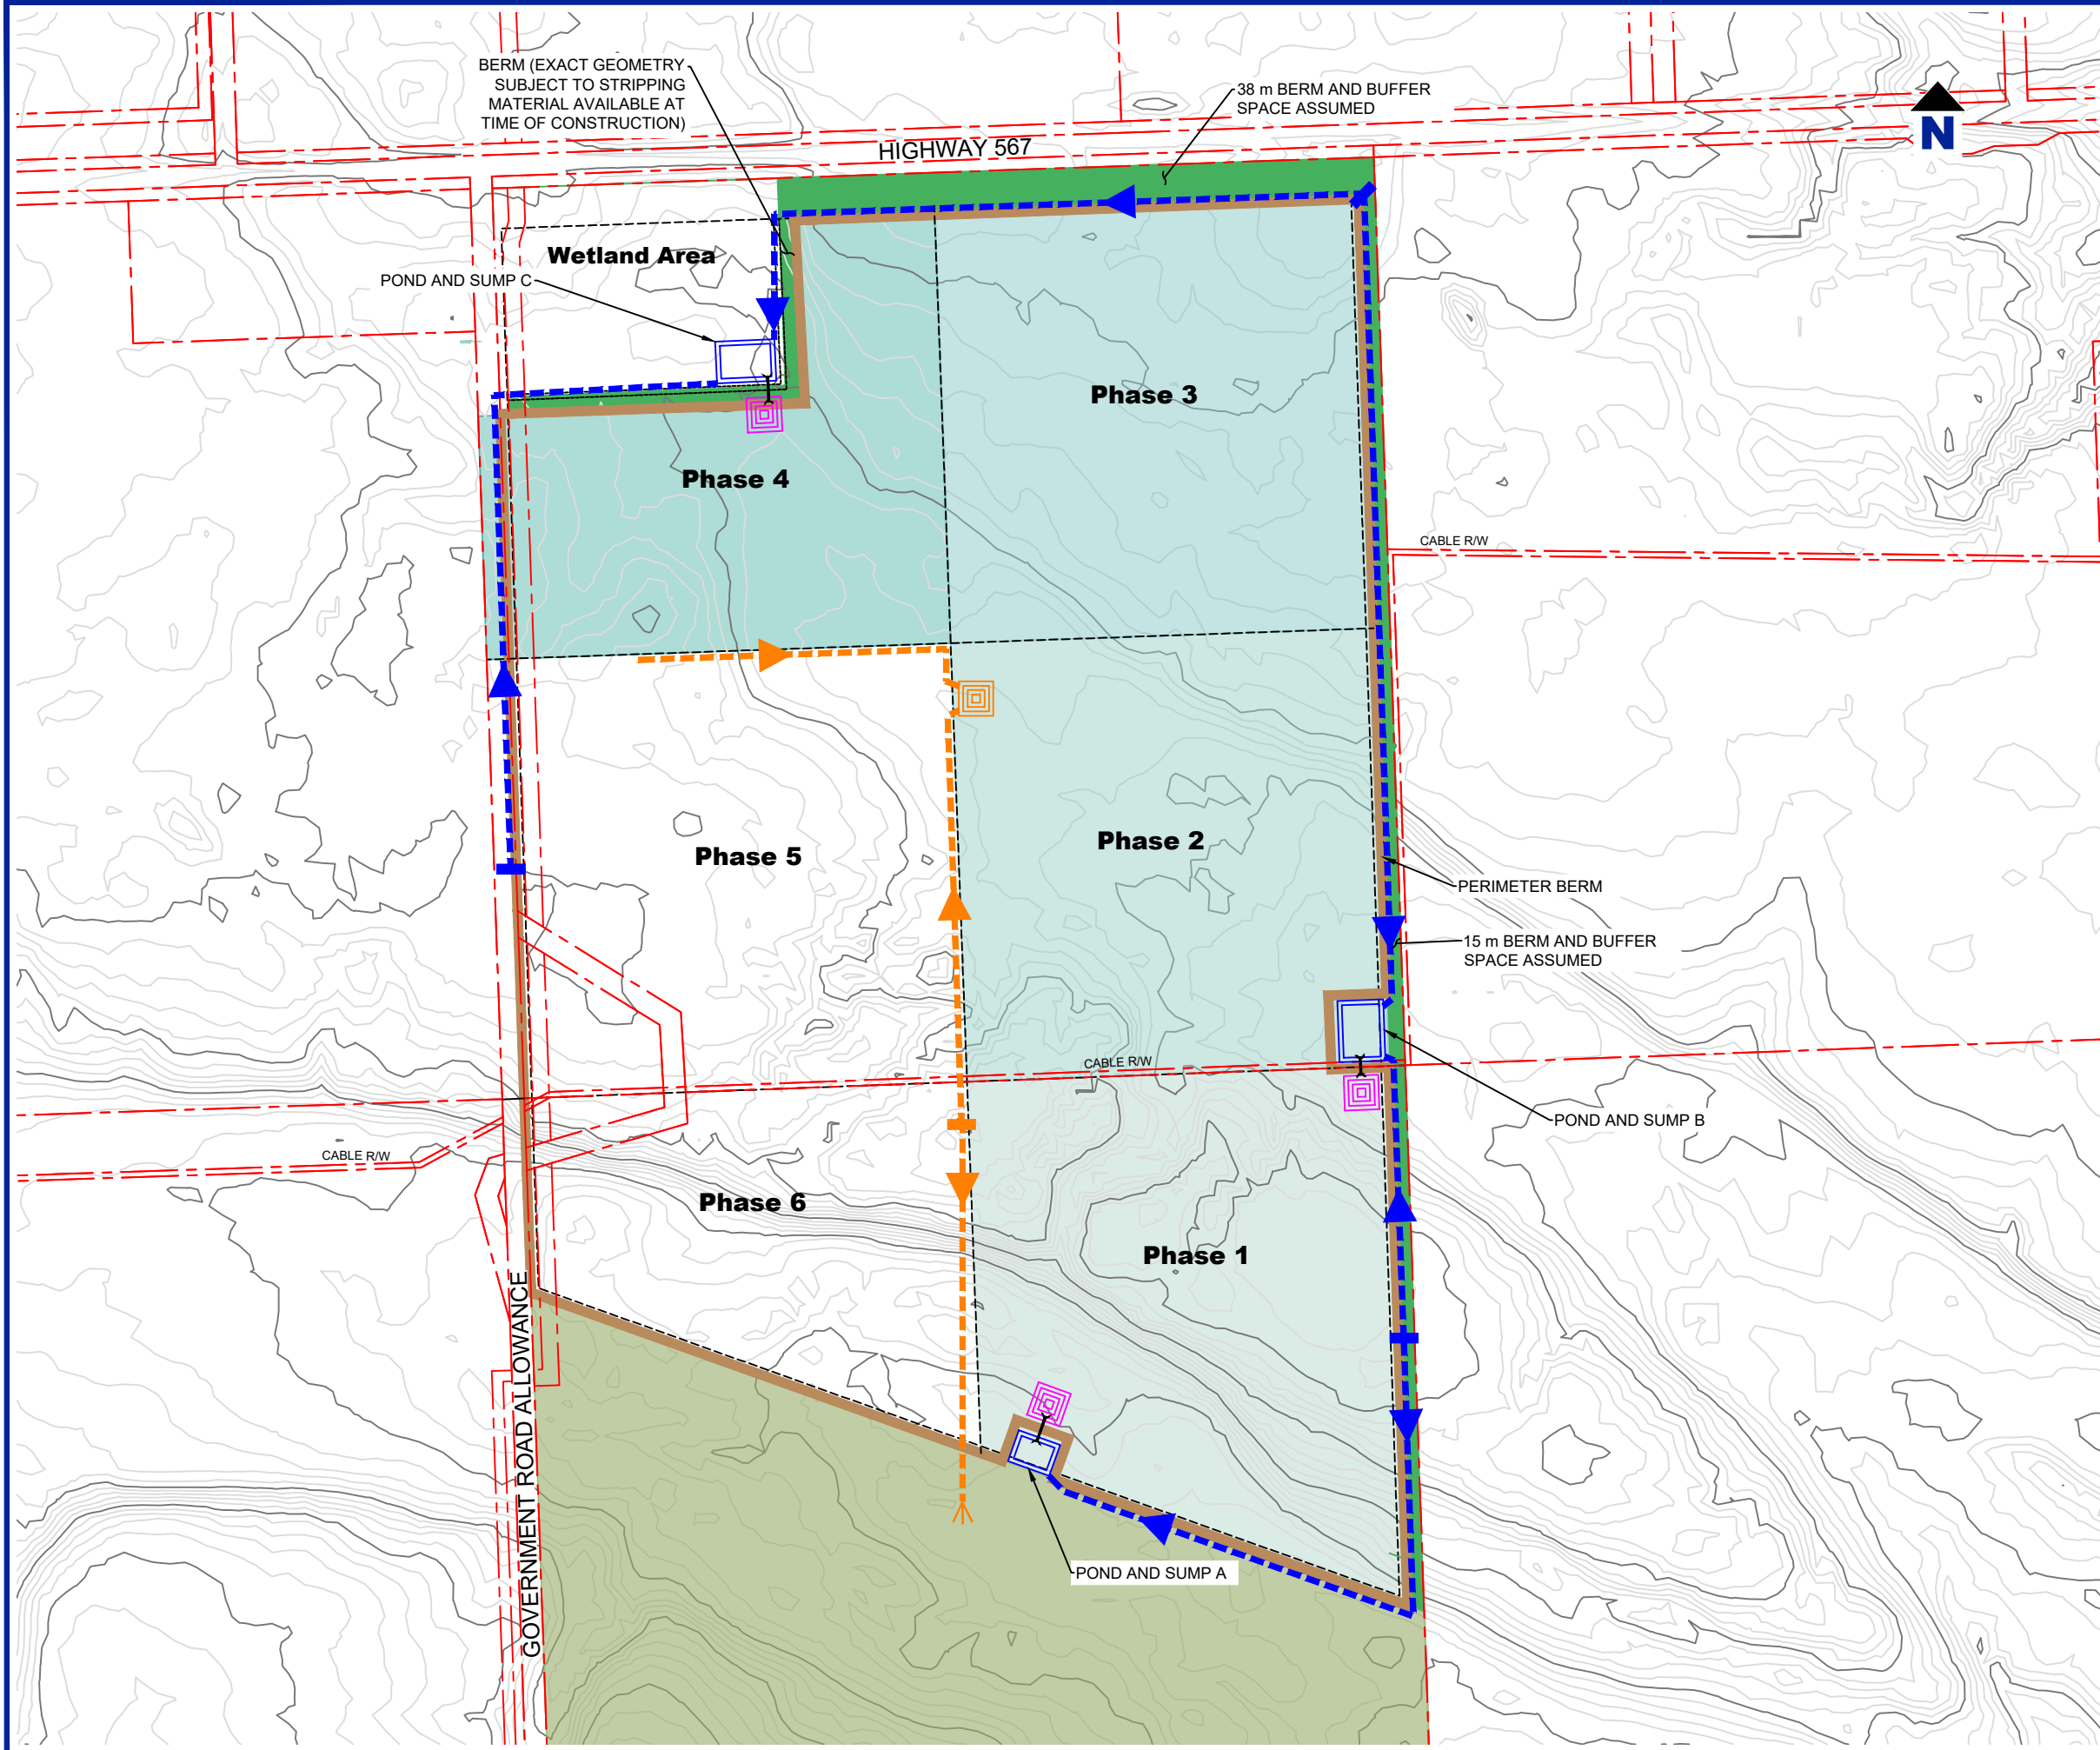 BERM (EXACT GEOMETRY
SUBJECT TO STRIPPING
MATERIAL AVAILABLE AT
TIME OF CONSTRUCTION)
38 m BERM AND BUFFER
SPACE ASSUMED
N
HIGHWAY 567
Wetland Area
POND AND SUMP C
Phase 3
Phase 4
CABLE R/W
Phase 2
Phase 5
PERIMETER BERM
15 m BERM AND BUFFER
SPACE ASSUMED
CABLE R/W
POND AND SUMP B
CABLE R/W
Phase 6
Phase 1
GOVERNMENT ROAD ALLOWANCE
POND AND SUMP A